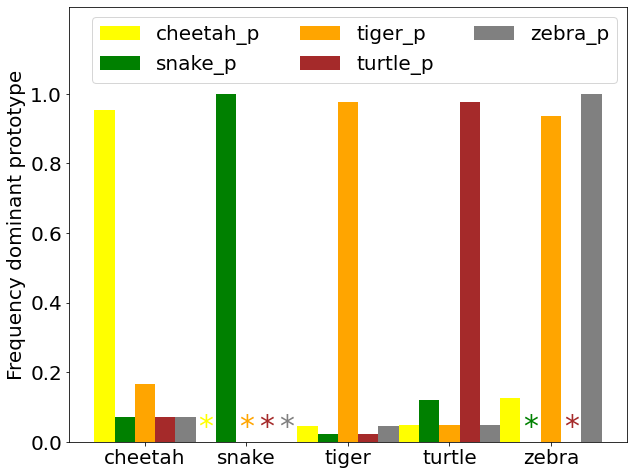 cheetah_p tiger_p zebra_p
snake_p turtle_p
Frequency dominant prototype
1.0
0.8
0.6
0.4
0.2
0.0
* * * * * *
cheetah snake tiger turtle zebra